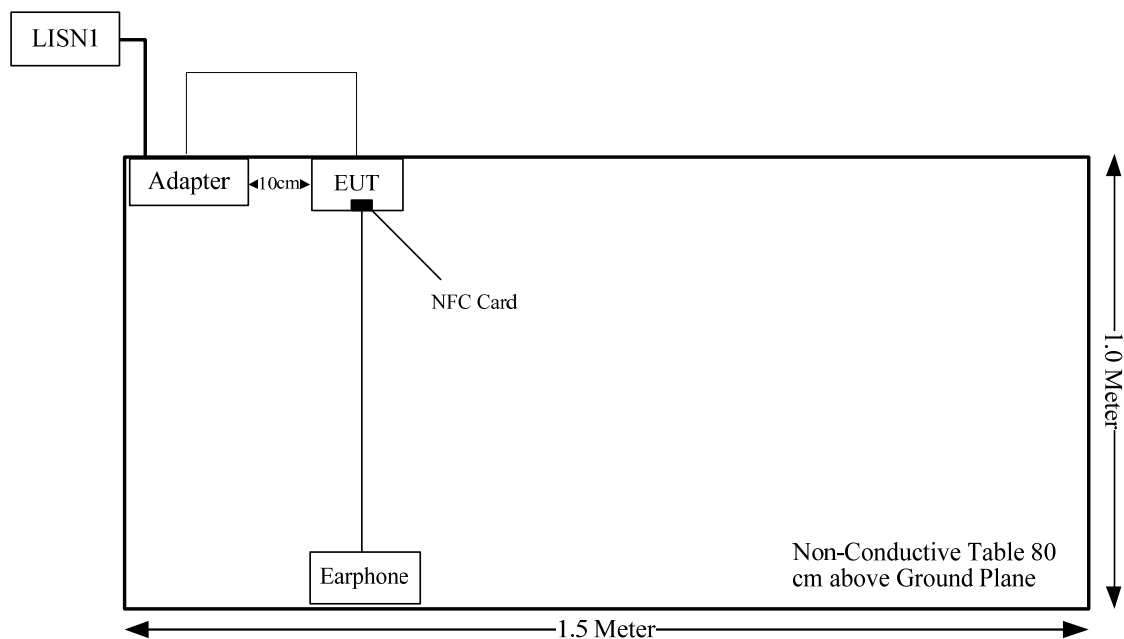 LISN1
Adapter
10cm
EUT
NFC Card
1.0 Meter
Earphone
Non-Conductive Table 80
cm above Ground Plane
1.5 Meter